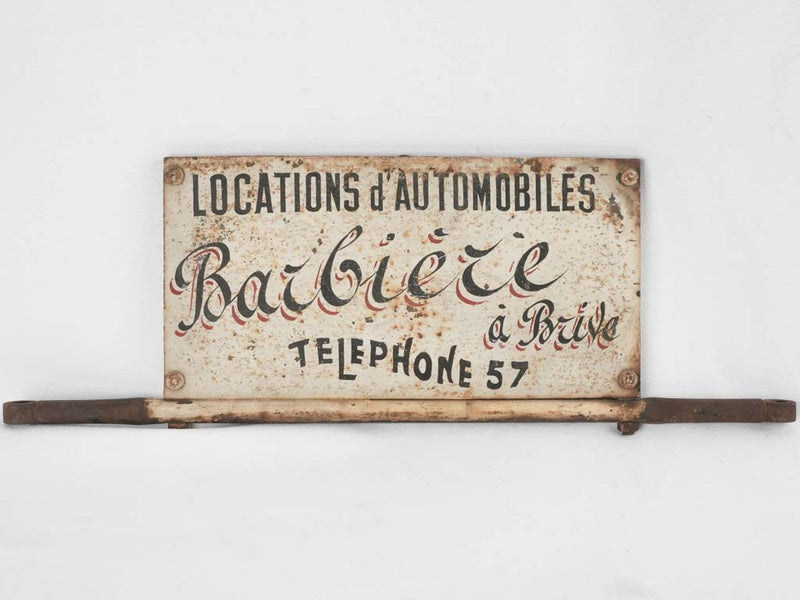 LOCATIONS d'AUTOMOBILES
Barbière
à Brive
TELEPHONE 57